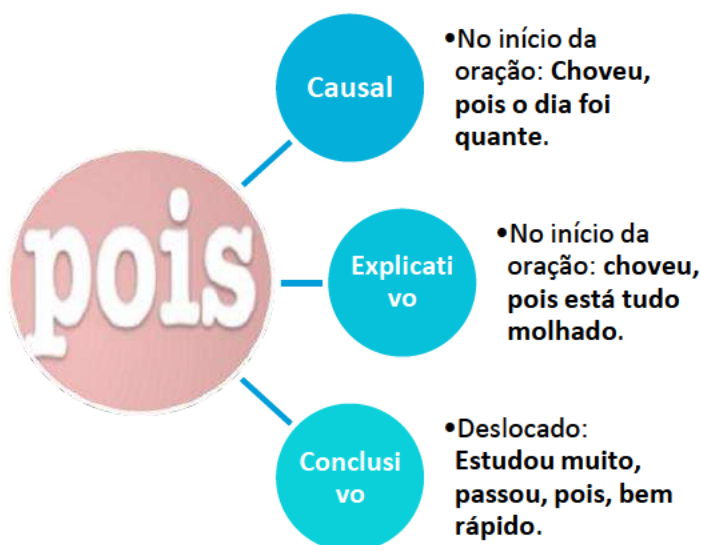 pois
Causal
•No início da
oração: Choveu,
pois o dia foi
quante.
Explicati
vo
•No início da
oração: choveu,
pois está tudo
molhado.
Conclusi
vo
•Deslocado:
Estudou muito,
passou, pois, bem
rápido.